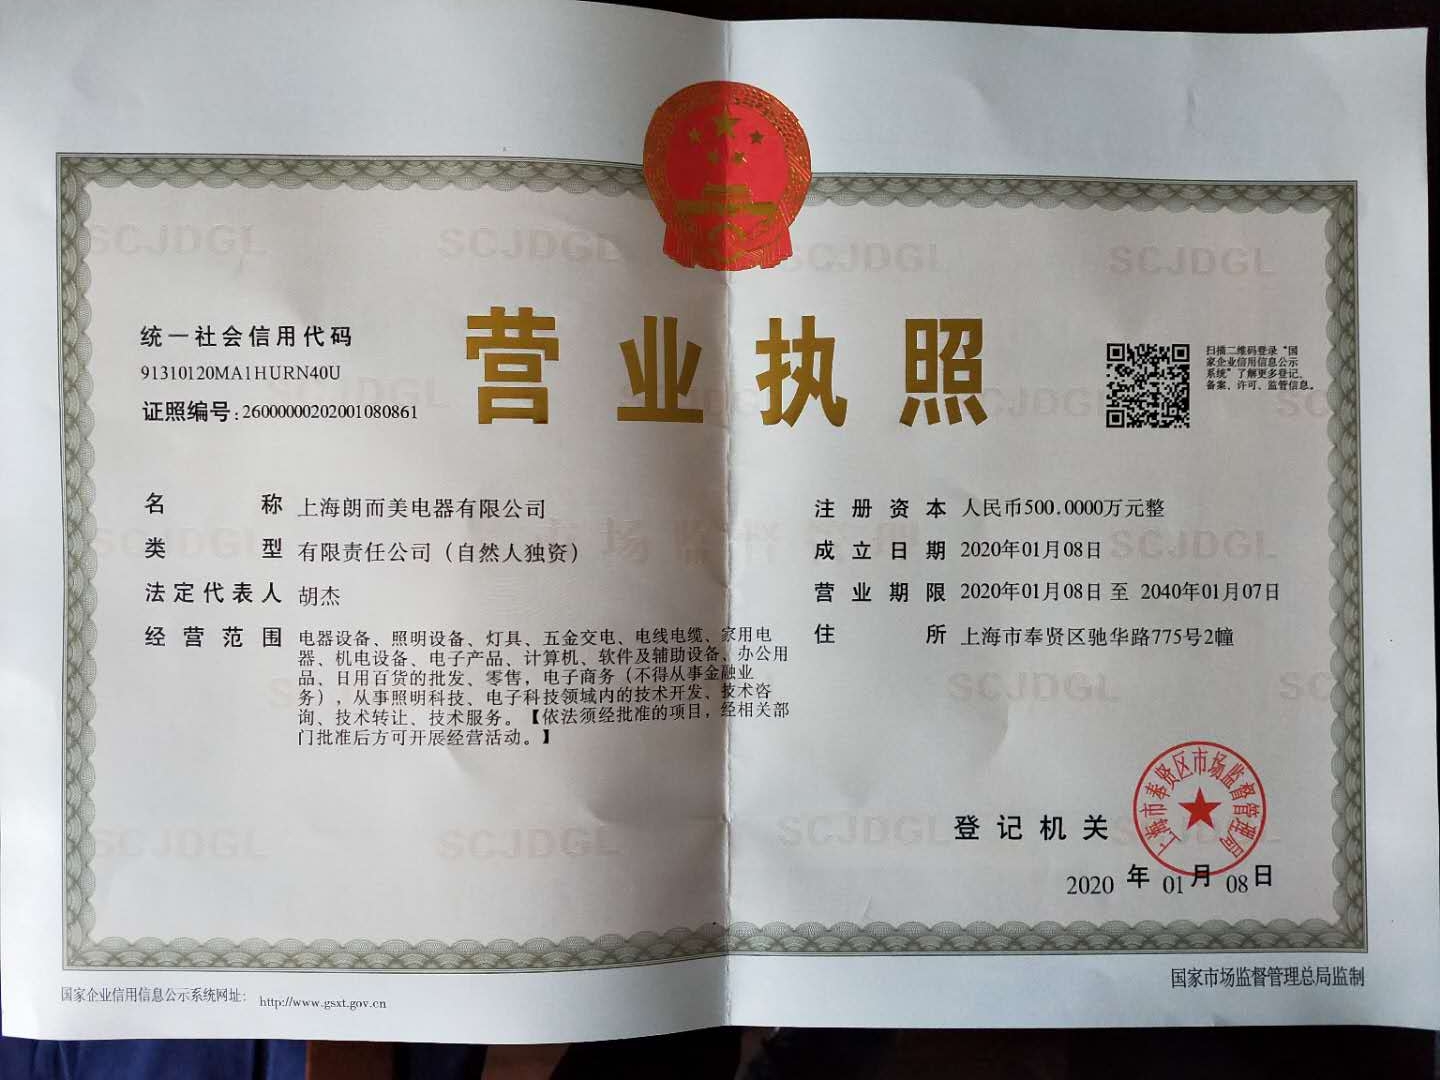 营业执照
统一社会信用代码
91310120MA1HURN40U
证照编号:26000000202001080861
扫描二维码登录“国
家企业信用信息公示
系统”了解更多登记、
备案、许可、监管信息。
名称 上海朗而美电器有限公司
类型 有限责任公司（自然人独资）
法定代表人 胡杰
经营范围 电器设备、照明设备、灯具、五金交电、电线电缆、家用电
器、机电设备、电子产品、计算机、软件及辅助设备、办公用
品、日用百货的批发、零售，电子商务（不得从事金融业
务），从事照明科技、电子科技领域内的技术开发、技术咨
询、技术转让、技术服务。【依法须经批准的项目，经相关部
门批准后方可开展经营活动。】
注册资本 人民币500.0000万元整
成立日期 2020年01月08日
营业期限 2020年01月08日 至 2040年01月07日
住所 上海市奉贤区驰华路775号2幢
登记机关
上海市奉贤区市场监督管理局
2020 年 01 月 08 日
国家企业信用信息公示系统网址： http://www.gsxt.gov.cn
国家市场监督管理总局监制
SCJDGL